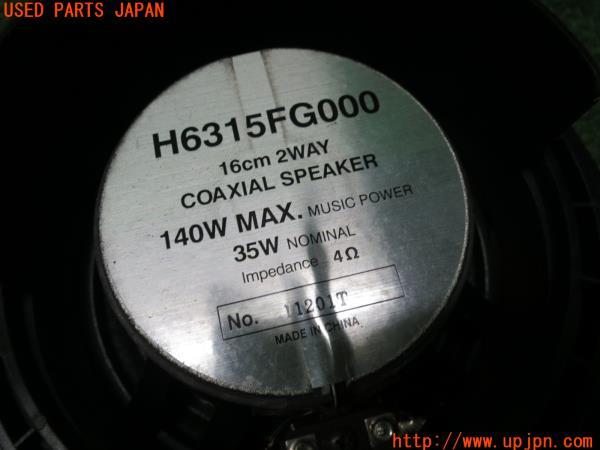 USED PARTS JAPAN
H6315FG000
16cm 2WAY
COAXIAL SPEAKER
140W MAX. MUSIC POWER
35W NOMINAL
Impedance 4Ω
No. 11201T
MADE IN CHINA
http://www.upjpn.com/